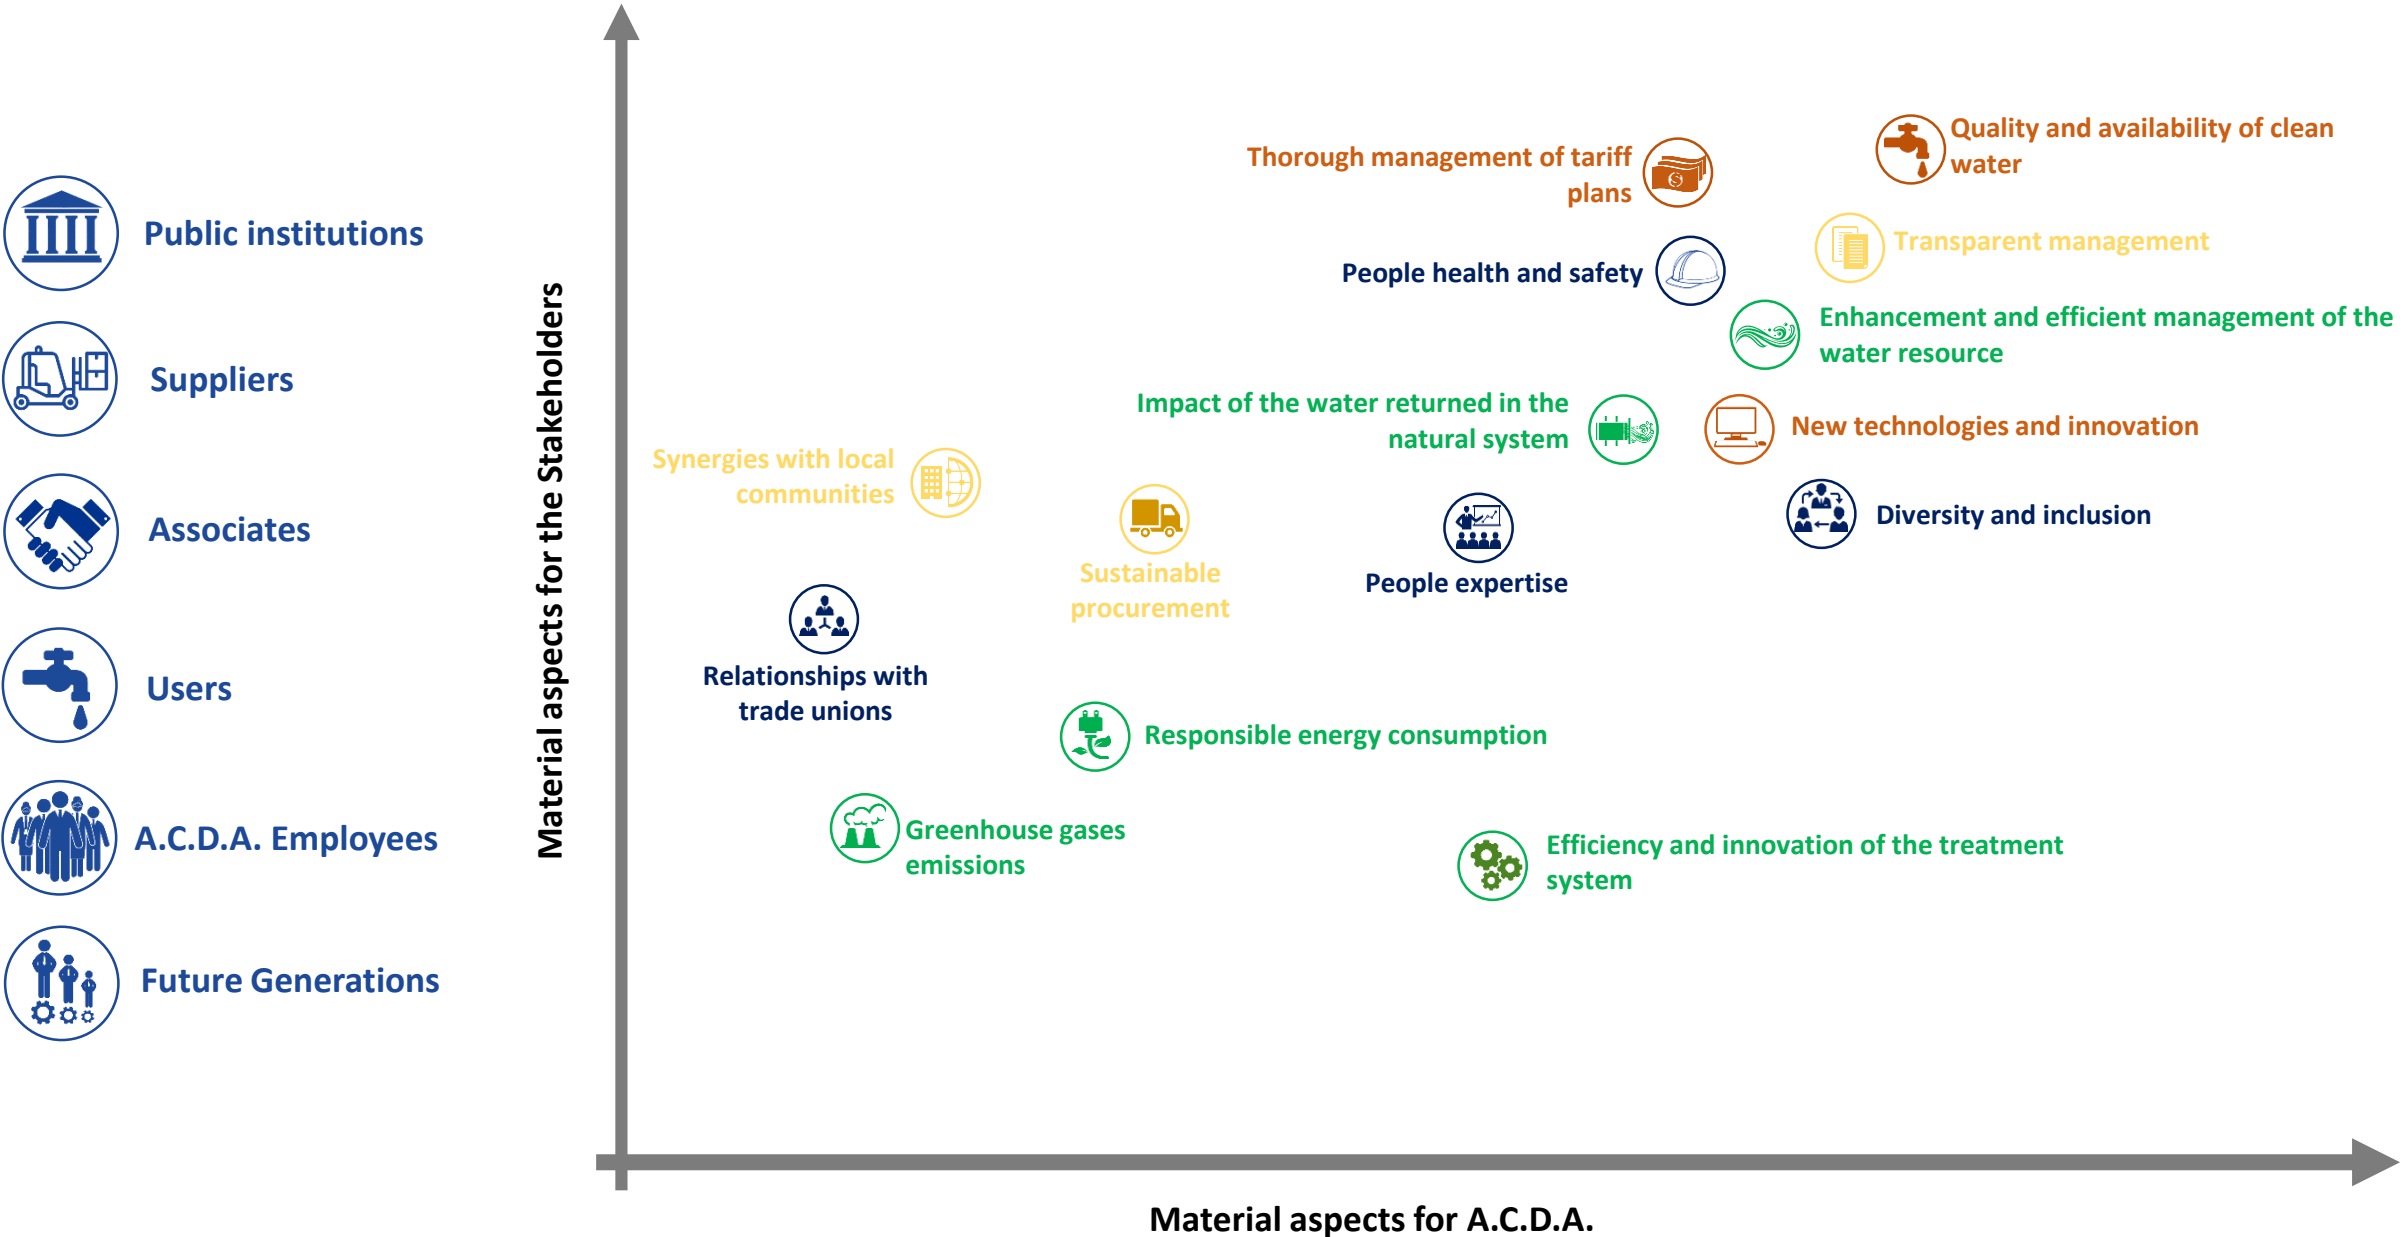 Public institutions
Suppliers
Associates
Users
A.C.D.A. Employees
Future Generations
Material aspects for the Stakeholders
Quality and availability of clean
water
Thorough management of tariff
plans
Transparent management
People health and safety
Enhancement and efficient management of the
water resource
Impact of the water returned in the
natural system
New technologies and innovation
Synergies with local
communities
Diversity and inclusion
Sustainable
procurement
People expertise
Relationships with
trade unions
Responsible energy consumption
Greenhouse gases
emissions
Efficiency and innovation of the treatment
system
Material aspects for A.C.D.A.